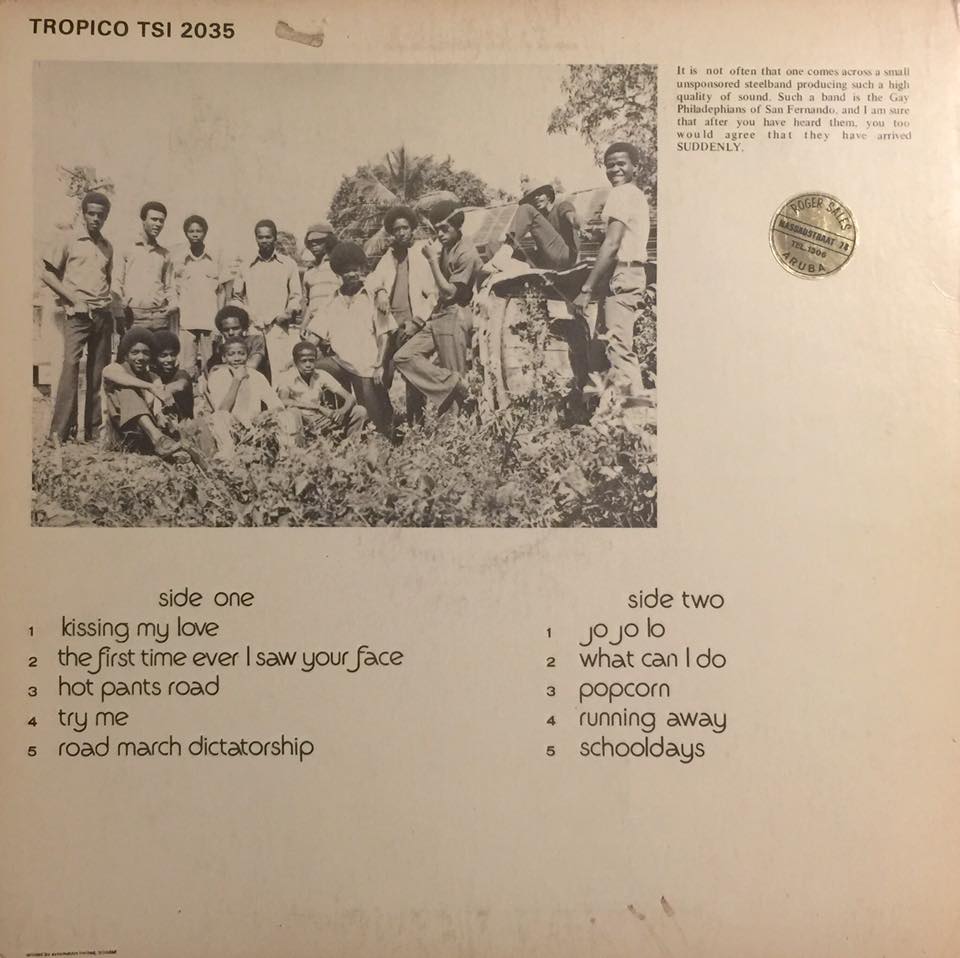 TROPICO TSI 2035
It is not often that one comes across a small
unsponsored steelband producing such a high
quality of sound. Such a band is the Gay
Philadephians of San Fernando, and I am sure
that after you have heard them, you too
would agree that they have arrived
SUDDENLY.
ROGER SALES
NASSAUSTRAAT 78
TEL. 1306
ARUBA
side one
1 kissing my love
2 the first time ever I saw your face
3 hot pants road
4 try me
5 road march dictatorship
side two
1 jo jo lo
2 what can I do
3 popcorn
4 running away
5 schooldays